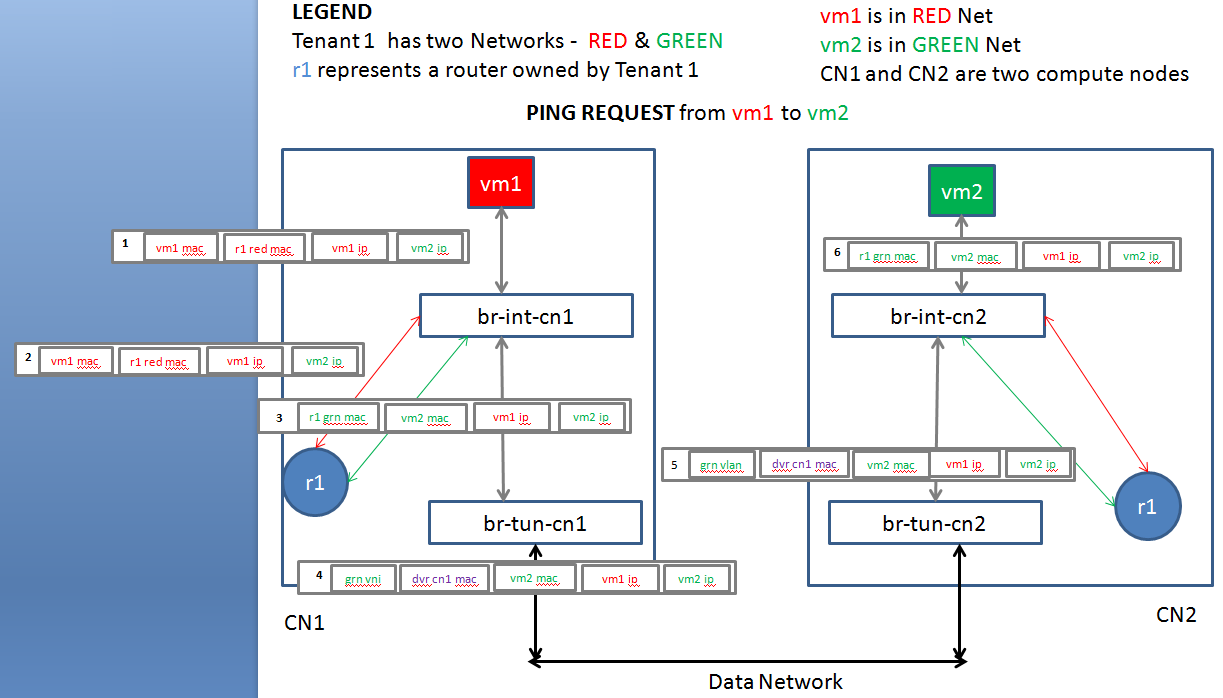 LEGEND
Tenant 1 has two Networks - RED & GREEN
r1 represents a router owned by Tenant 1
vm1 is in RED Net
vm2 is in GREEN Net
CN1 and CN2 are two compute nodes
PING REQUEST from vm1 to vm2
vm1
1 vm1 mac r1 red mac vm1 ip vm2 ip
br-int-cn1
2 vm1 mac r1 red mac vm1 ip vm2 ip
3 r1 grn mac vm2 mac vm1 ip vm2 ip
r1
br-tun-cn1
4 grn vni dvr cn1 mac vm2 mac vm1 ip vm2 ip
CN1
vm2
6 r1 grn mac vm2 mac vm1 ip vm2 ip
br-int-cn2
5 grn vlan dvr cn1 mac vm2 mac vm1 ip vm2 ip
r1
br-tun-cn2
CN2
Data Network